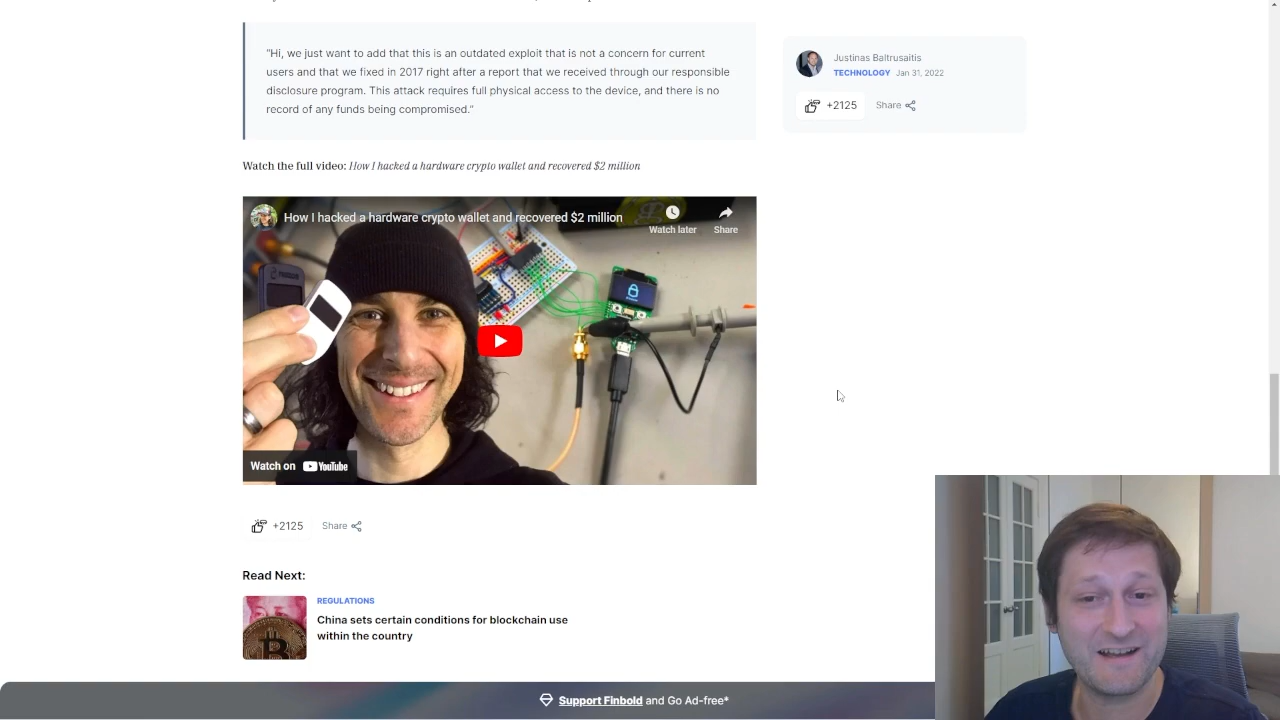 "Hi, we just want to add that this is an outdated exploit that is not a concern for current
users and that we fixed in 2017 right after a report that we received through our responsible
disclosure program. This attack requires full physical access to the device, and there is no
record of any funds being compromised."
Justinas Baltrusaitis
TECHNOLOGY Jan 31, 2022
+2125 Share
Watch the full video: How I hacked a hardware crypto wallet and recovered $2 million
How I hacked a hardware crypto wallet and recovered $2 million
Watch later
Share
Watch on YouTube
+2125 Share
Read Next:
REGULATIONS
China sets certain conditions for blockchain use
within the country
Support Finbold and Go Ad-free*